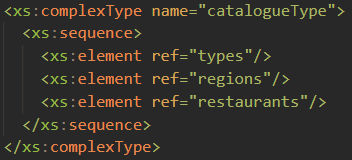 <xs:complexType name="catalogueType">
<xs:sequence>
<xs:element ref="types"/>
<xs:element ref="regions"/>
<xs:element ref="restaurants"/>
</xs:sequence>
</xs:complexType>